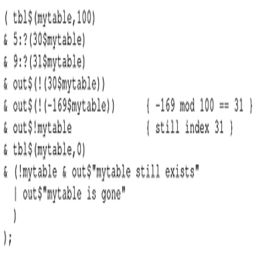 ( tbl$(mytable,100)
& 5:?(30$mytable)
& 9:?(31$mytable)
& out$(!(30$mytable))
& out$(!(-169$mytable))     { -169 mod 100 == 31 }
& out$!mytable              { still index 31 }
& tbl$(mytable,0)
& (!mytable & out$"mytable still exists"
  | out$"mytable is gone"
  )
);